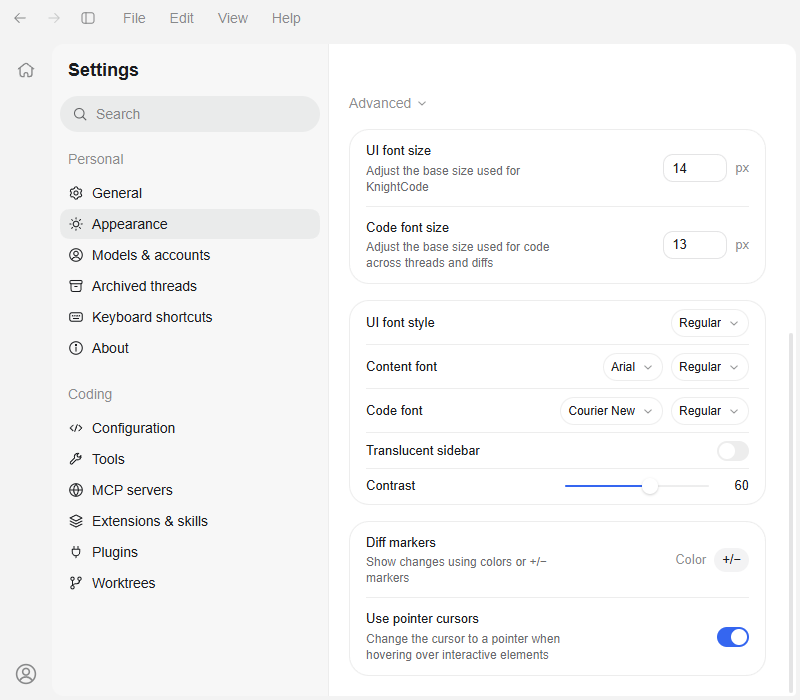 File Edit View Help
Settings
Search
Personal
General
Appearance
Models & accounts
Archived threads
Keyboard shortcuts
About
Coding
Configuration
Tools
MCP servers
Extensions & skills
Plugins
Worktrees
Advanced
UI font size
Adjust the base size used for
KnightCode
14 px
Code font size
Adjust the base size used for code
across threads and diffs
13 px
UI font style Regular
Content font Arial Regular
Code font Courier New Regular
Translucent sidebar
Contrast 60
Diff markers
Show changes using colors or +/−
markers
Color +/−
Use pointer cursors
Change the cursor to a pointer when
hovering over interactive elements